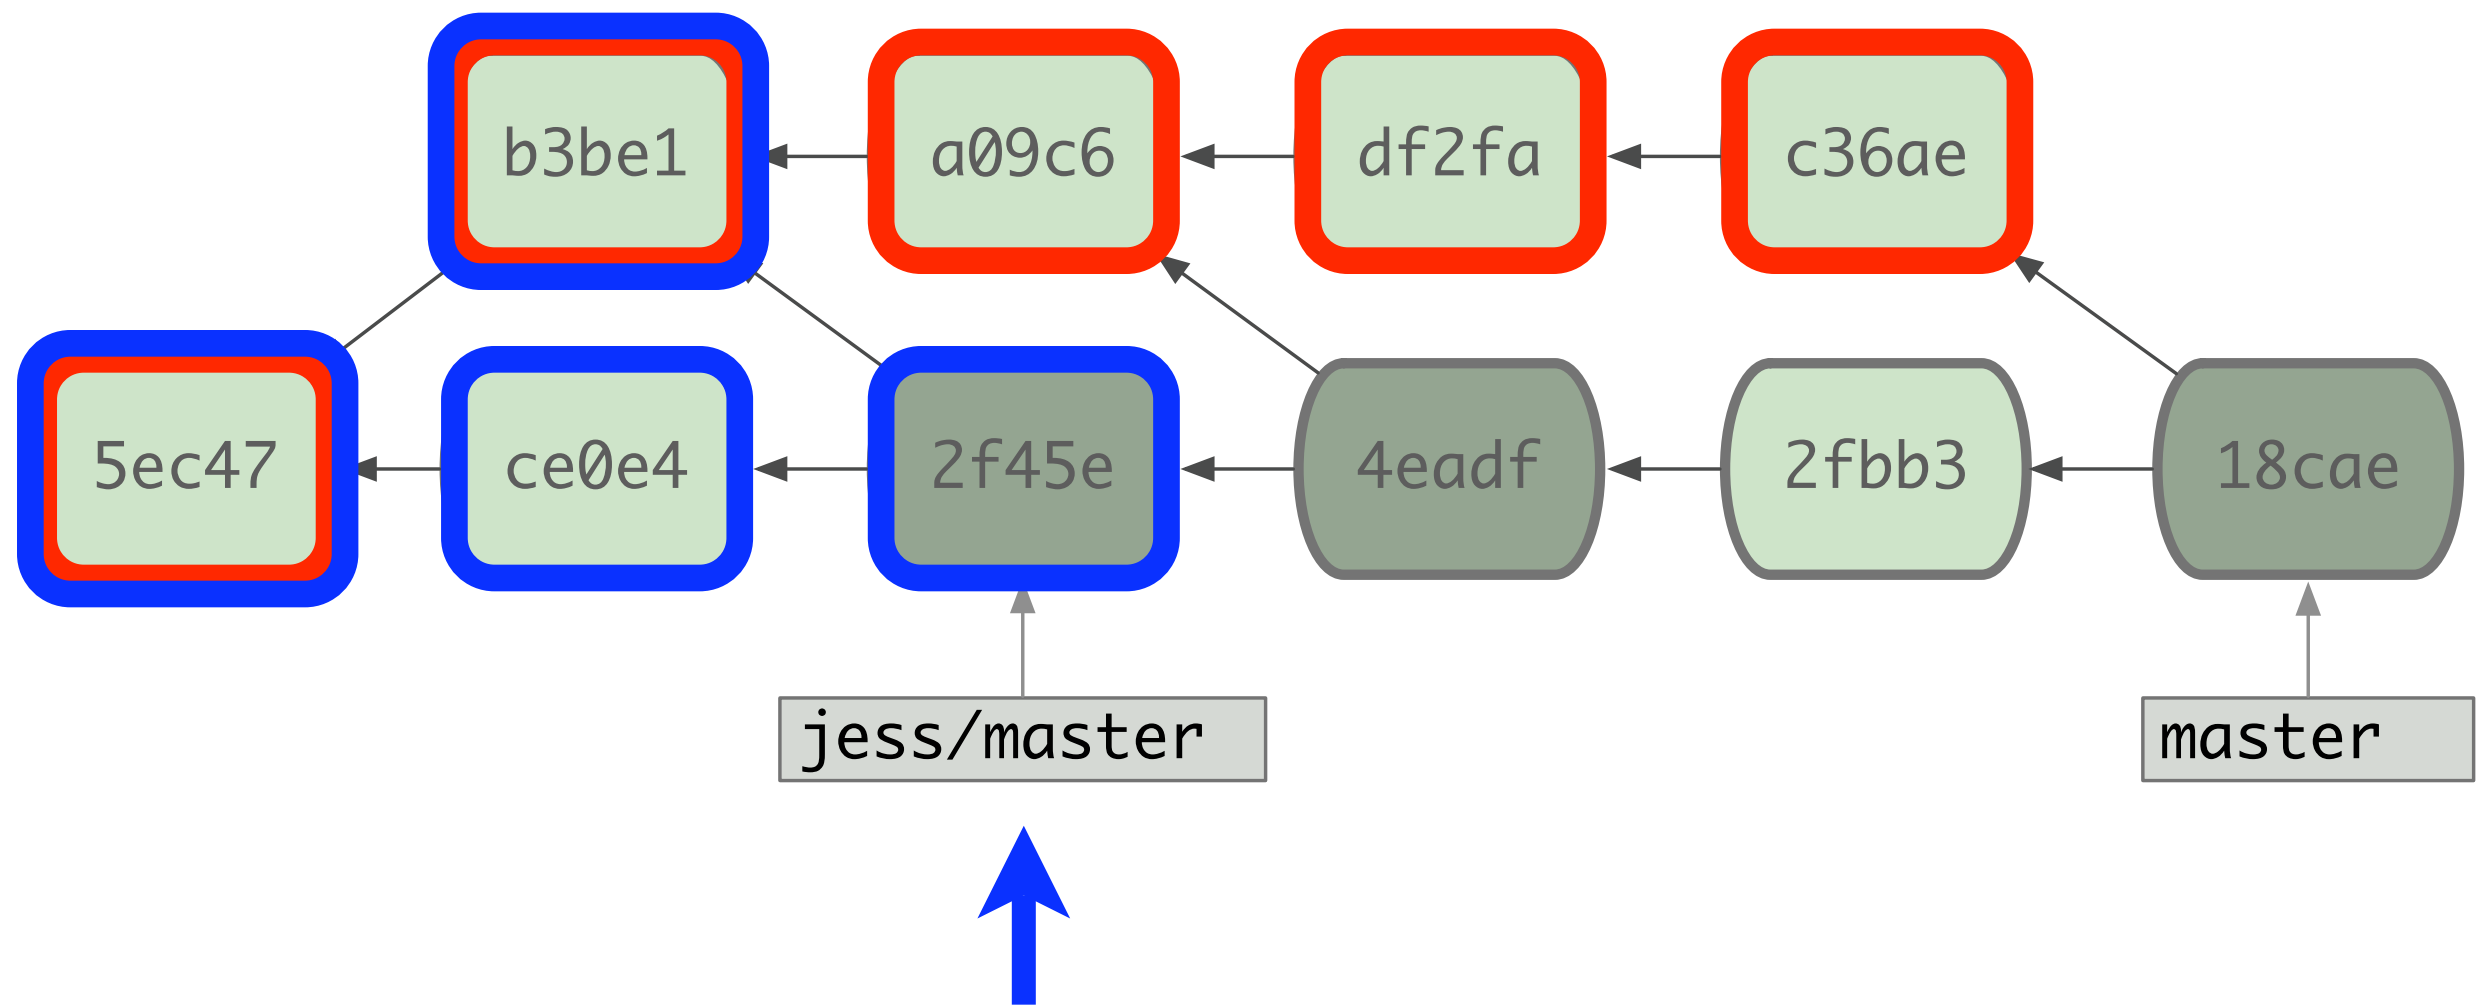 b3be1 a09c6 df2fa c36ae
5ec47 ce0e4 2f45e 4eadf 2fbb3 18cae
jess/master master